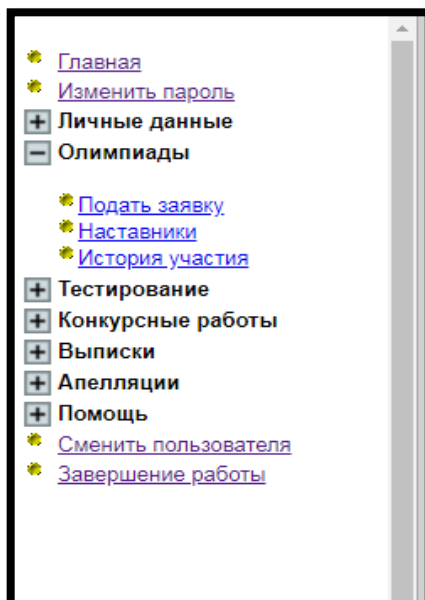 Главная
Изменить пароль
Личные данные
Олимпиады
Подать заявку
Наставники
История участия
Тестирование
Конкурсные работы
Выписки
Апелляции
Помощь
Сменить пользователя
Завершение работы